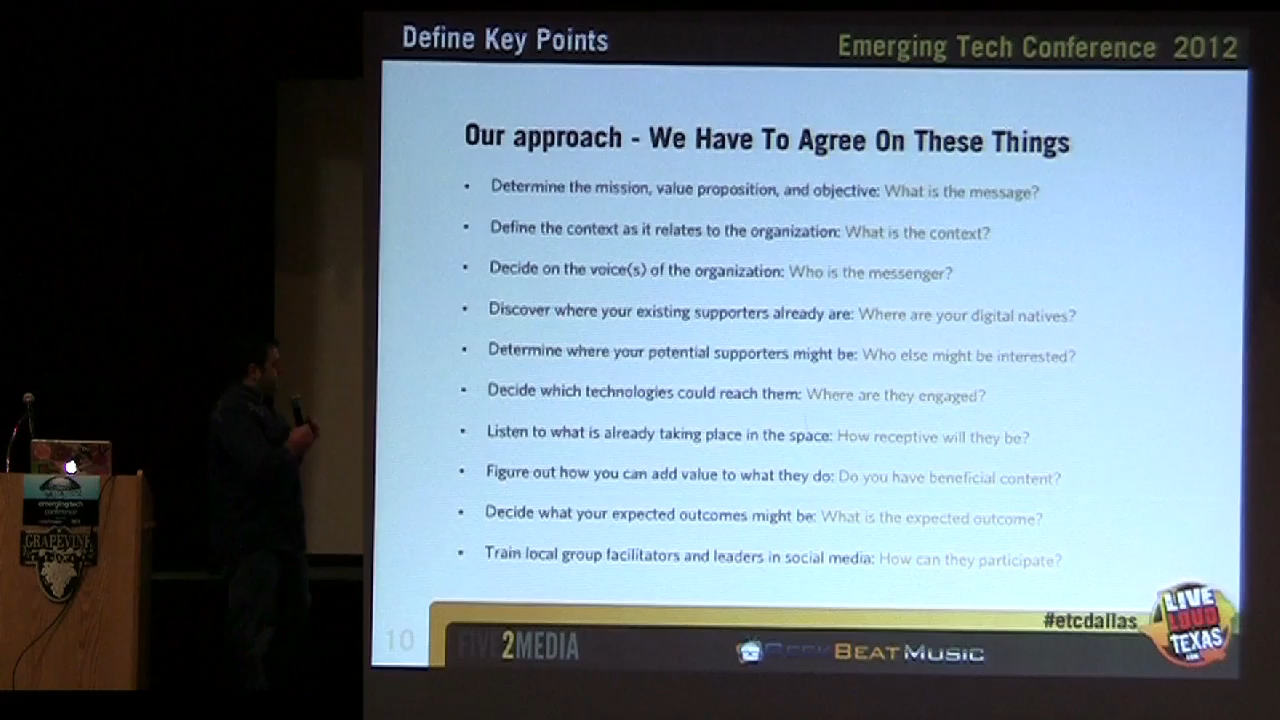 Define Key Points
Emerging Tech Conference 2012
Our approach - We Have To Agree On These Things
• Determine the mission, value proposition, and objective: What is the message?
• Define the context as it relates to the organization: What is the context?
• Decide on the voice(s) of the organization: Who is the messenger?
• Discover where your existing supporters already are: Where are your digital natives?
• Determine where your potential supporters might be: Who else might be interested?
• Decide which technologies could reach them: Where are they engaged?
• Listen to what is already taking place in the space: How receptive will they be?
• Figure out how you can add value to what they do: Do you have beneficial content?
• Decide what your expected outcomes might be: What is the expected outcome?
• Train local group facilitators and leaders in social media: How can they participate?
#etcdallas
LIVE
LOUD
TEXAS
10
FIVE2MEDIA
GEEKBEATMUSIC
emergingtech
conference
GRAPEVINE